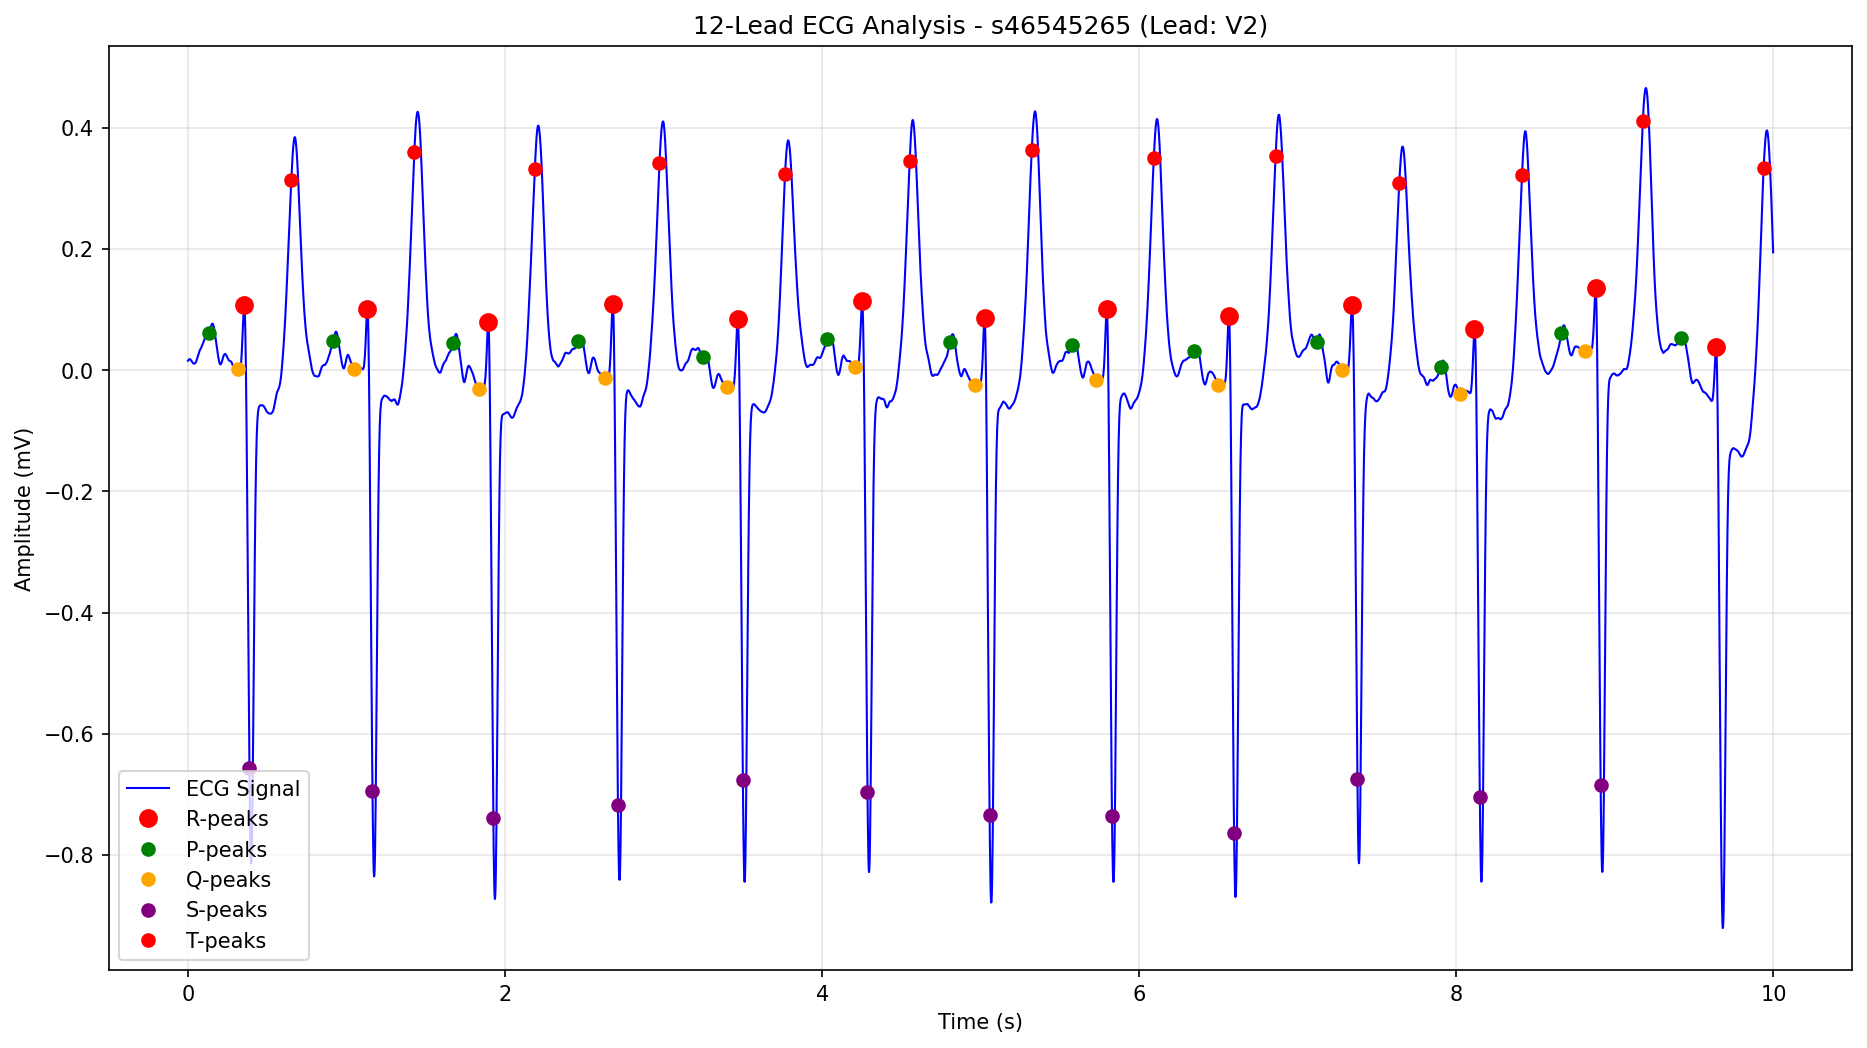 12-Lead ECG Analysis - s46545265 (Lead: V2)
Amplitude (mV)
0.4
0.2
0.0
−0.2
−0.4
−0.6
−0.8
ECG Signal
R-peaks
P-peaks
Q-peaks
S-peaks
T-peaks
0 2 4 6 8 10
Time (s)